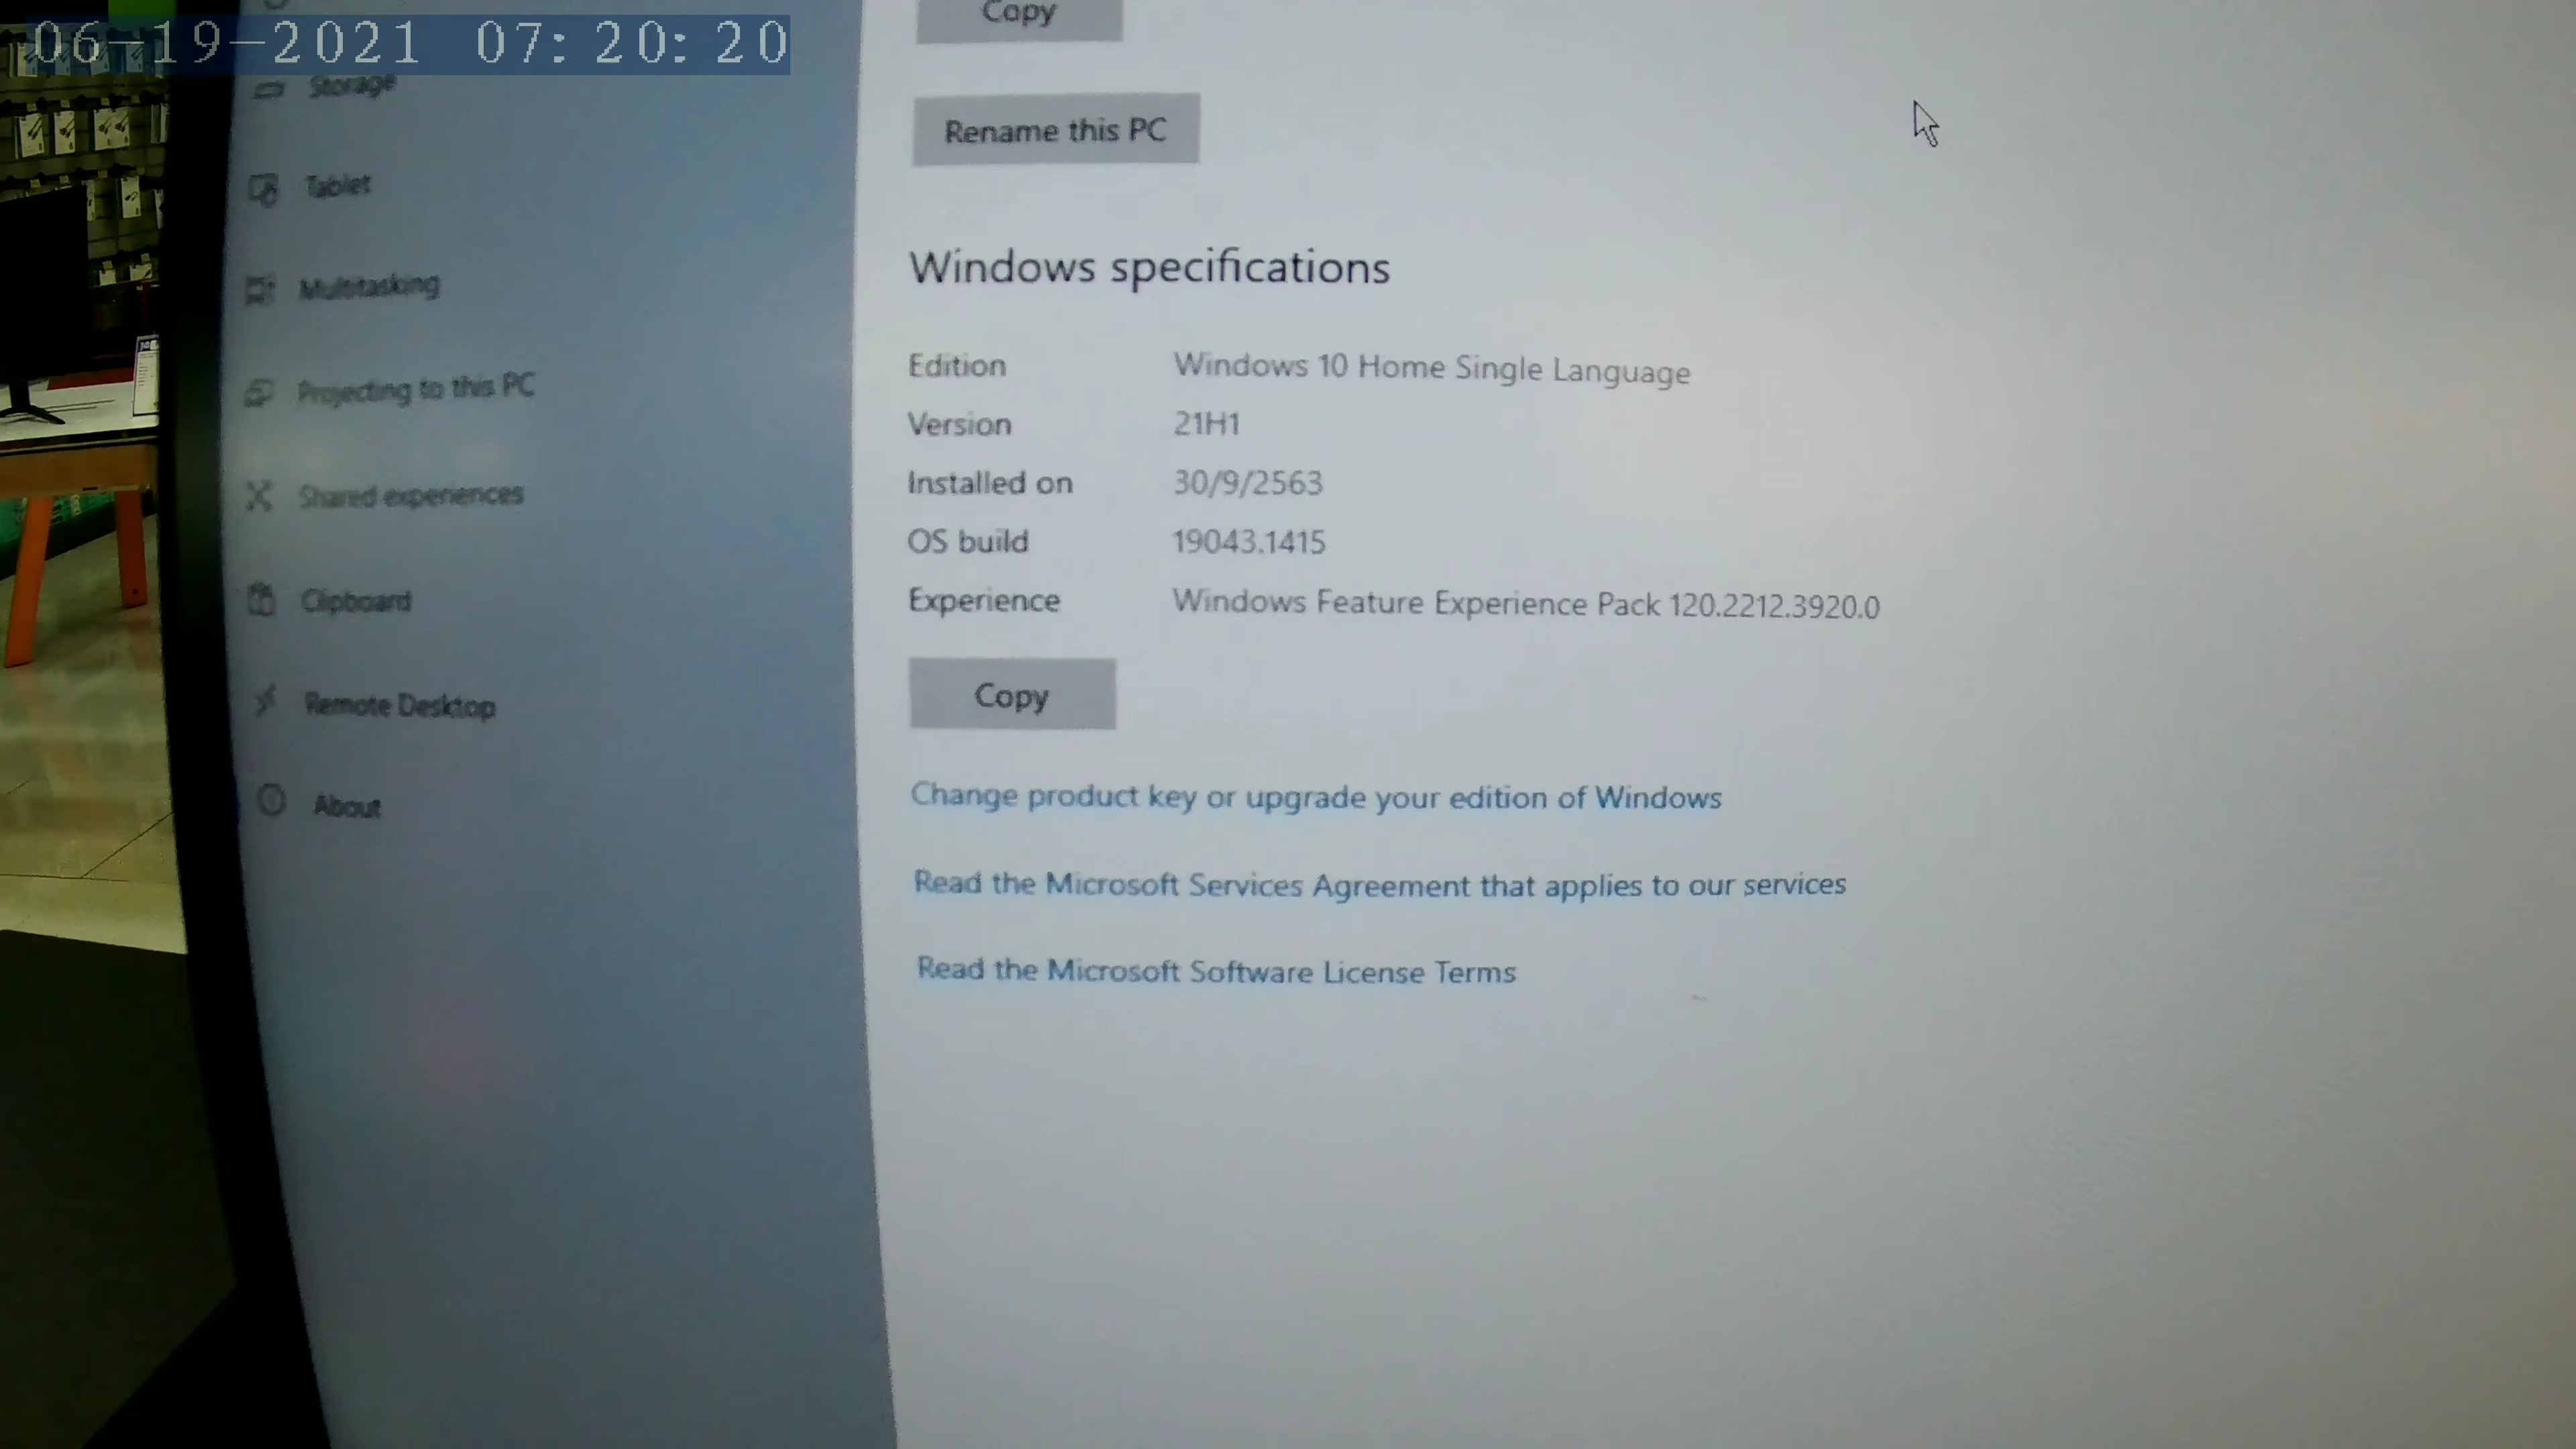 06-19-2021 07:20:20
Copy
Storage
Rename this PC
Tablet
Windows specifications
Multitasking
Projecting to this PC
Shared experiences
Clipboard
Remote Desktop
About
Edition Windows 10 Home Single Language
Version 21H1
Installed on 30/9/2563
OS build 19043.1415
Experience Windows Feature Experience Pack 120.2212.3920.0
Copy
Change product key or upgrade your edition of Windows
Read the Microsoft Services Agreement that applies to our services
Read the Microsoft Software License Terms